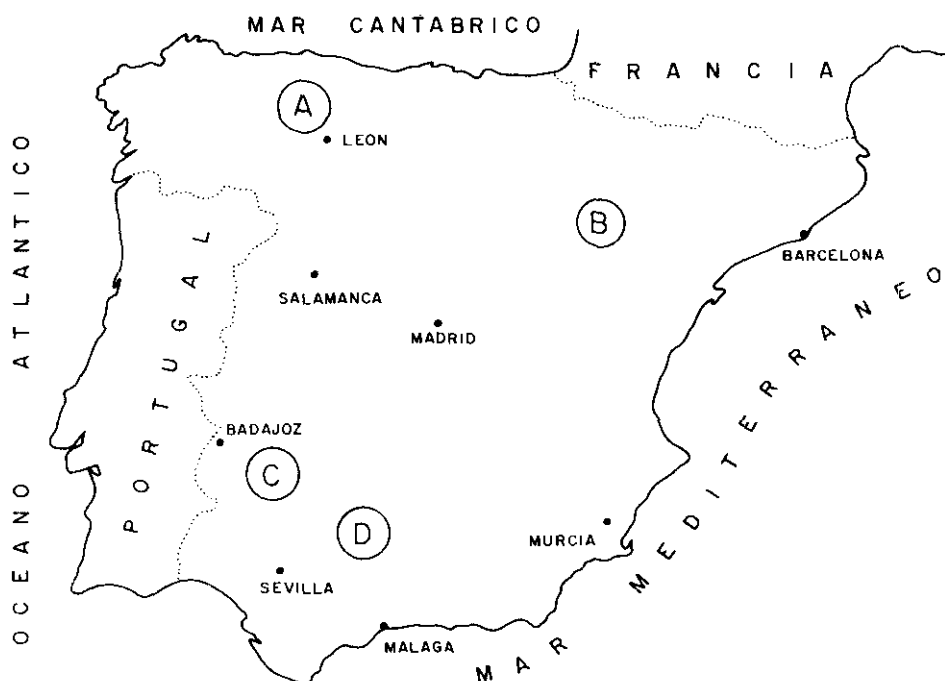 MAR CANTABRICO
FRANCIA
A
LEON
B
BARCELONA
SALAMANCA
MADRID
PORTUGAL
BADAJOZ
C
D
MURCIA
SEVILLA
MALAGA
OCEANO ATLANTICO
MAR MEDITERRANEO